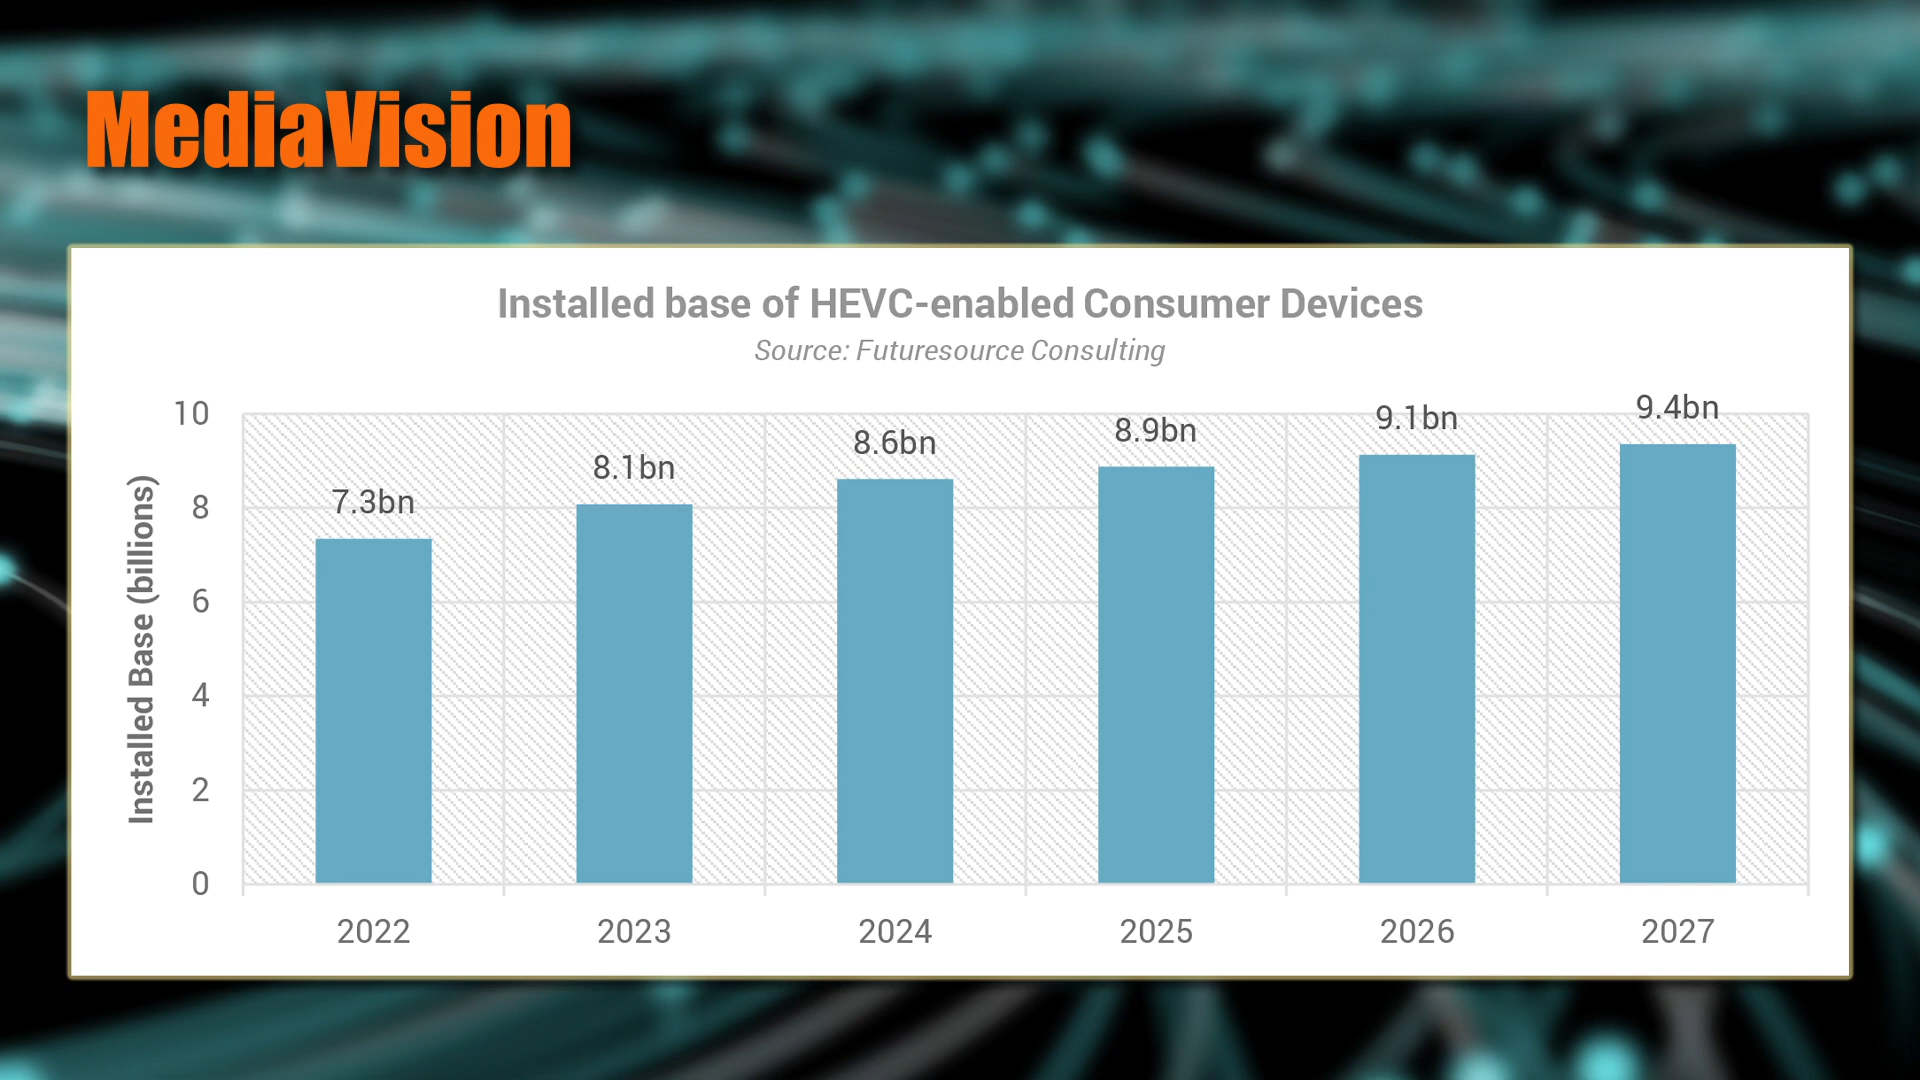 MediaVision
Installed base of HEVC-enabled Consumer Devices
Source: Futuresource Consulting
Installed Base (billions)
10
8
6
4
2
0
7.3bn
8.1bn
8.6bn
8.9bn
9.1bn
9.4bn
2022
2023
2024
2025
2026
2027